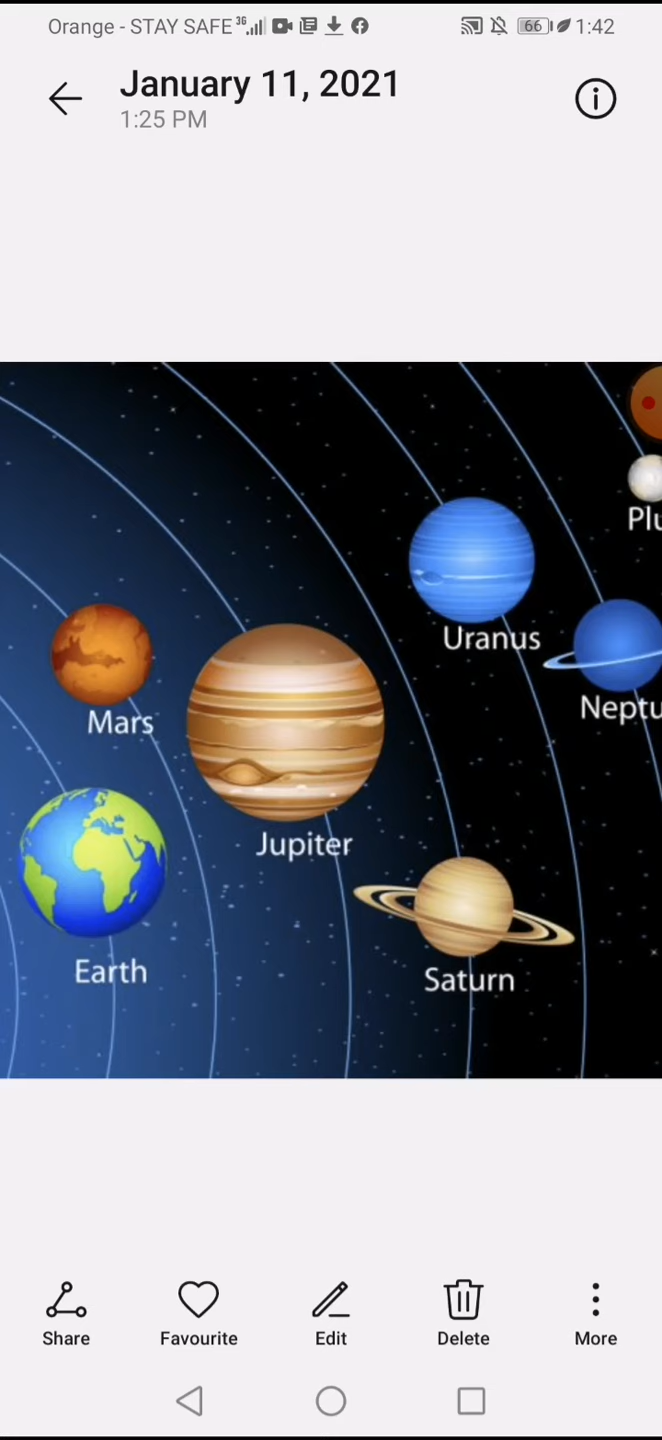 Orange - STAY SAFE 3G 66 1:42
January 11, 2021
1:25 PM
Plu
Uranus
Neptu
Mars
Jupiter
Earth
Saturn
Share Favourite Edit Delete More